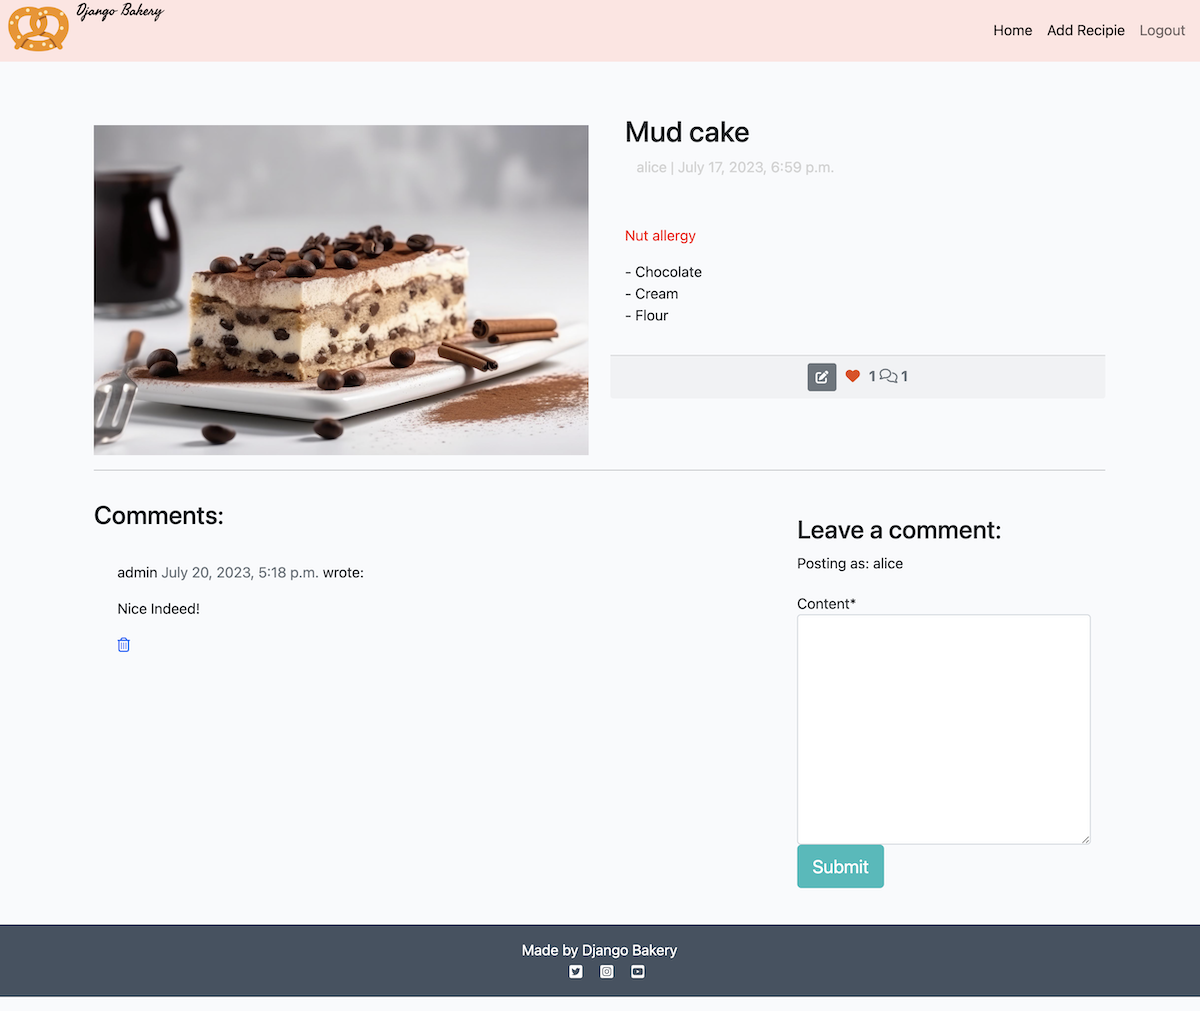 Django Bakery
Home Add Recipie Logout
Mud cake
alice | July 17, 2023, 6:59 p.m.
Nut allergy
- Chocolate
- Cream
- Flour
1 1
Comments:
admin July 20, 2023, 5:18 p.m. wrote:
Nice Indeed!
Leave a comment:
Posting as: alice
Content*
Submit
Made by Django Bakery